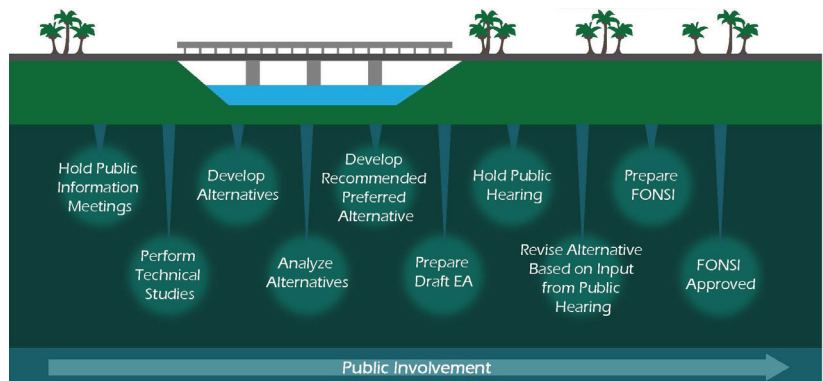 Hold Public
Information
Meetings
Perform
Technical
Studies
Develop
Alternatives
Analyze
Alternatives
Develop
Recommended
Preferred
Alternative
Prepare
Draft EA
Hold Public
Hearing
Revise Alternative
Based on Input
from Public
Hearing
Prepare
FONSI
FONSI
Approved
Public Involvement